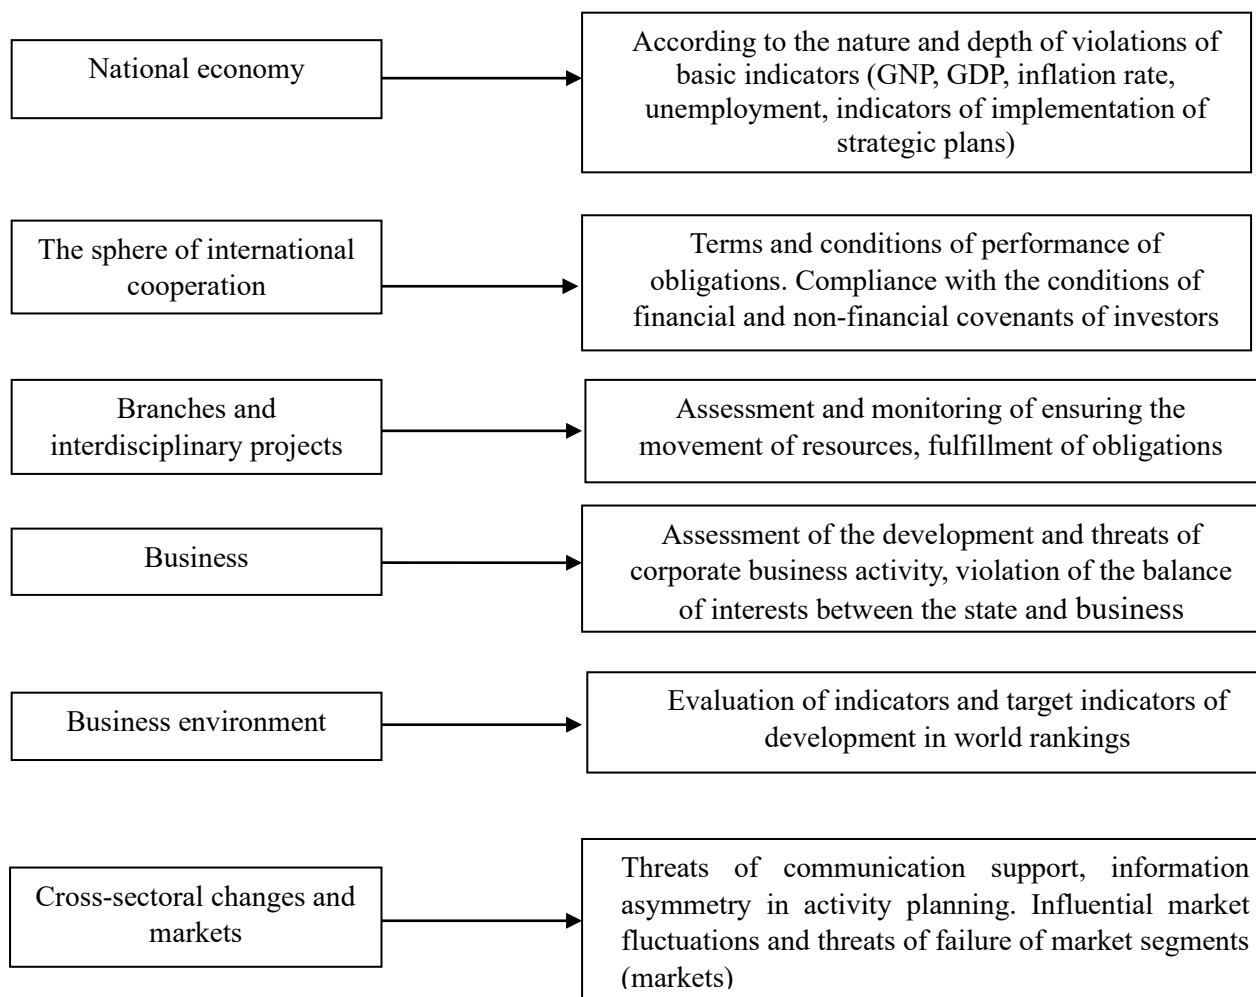 National economy
According to the nature and depth of violations of
basic indicators (GNP, GDP, inflation rate,
unemployment, indicators of implementation of
strategic plans)
The sphere of international
cooperation
Terms and conditions of performance of
obligations. Compliance with the conditions of
financial and non-financial covenants of investors
Branches and
interdisciplinary projects
Assessment and monitoring of ensuring the
movement of resources, fulfillment of obligations
Business
Assessment of the development and threats of
corporate business activity, violation of the balance
of interests between the state and business
Business environment
Evaluation of indicators and target indicators of
development in world rankings
Cross-sectoral changes and
markets
Threats of communication support, information
asymmetry in activity planning. Influential market
fluctuations and threats of failure of market segments
(markets)